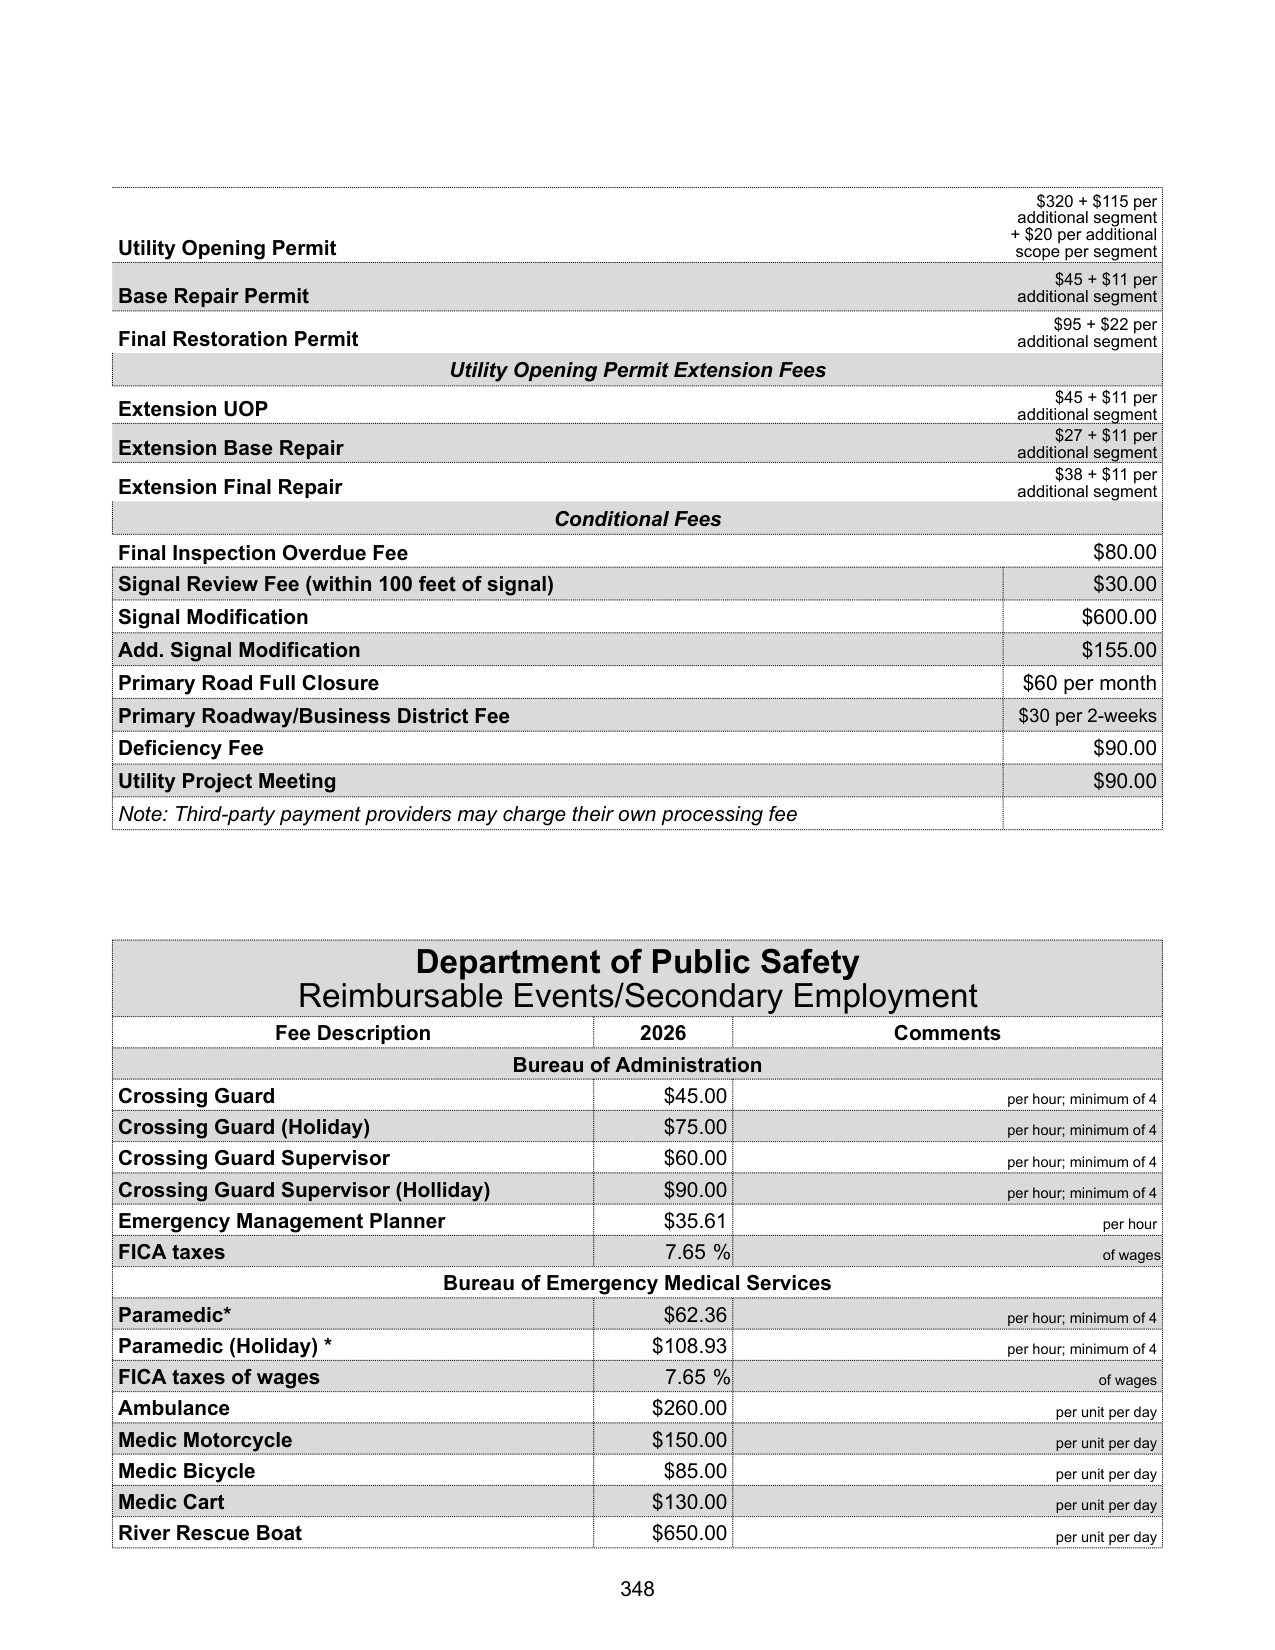 $320 + $115 per
additional segment
+ $20 per additional
scope per segment
Utility Opening Permit
$45 + $11 per
additional segment
Base Repair Permit
$95 + $22 per
additional segment
Final Restoration Permit
Utility Opening Permit Extension Fees
$45 + $11 per
additional segment
Extension UOP
$27 + $11 per
additional segment
Extension Base Repair
$38 + $11 per
additional segment
Extension Final Repair
Conditional Fees
Final Inspection Overdue Fee $80.00
Signal Review Fee (within 100 feet of signal) $30.00
Signal Modification $600.00
Add. Signal Modification $155.00
Primary Road Full Closure $60 per month
Primary Roadway/Business District Fee $30 per 2-weeks
Deficiency Fee $90.00
Utility Project Meeting $90.00
Note: Third-party payment providers may charge their own processing fee
Department of Public Safety
Reimbursable Events/Secondary Employment
Fee Description 2026 Comments
Bureau of Administration
Crossing Guard $45.00 per hour; minimum of 4
Crossing Guard (Holiday) $75.00 per hour; minimum of 4
Crossing Guard Supervisor $60.00 per hour; minimum of 4
Crossing Guard Supervisor (Holliday) $90.00 per hour; minimum of 4
Emergency Management Planner $35.61 per hour
FICA taxes 7.65 % of wages
Bureau of Emergency Medical Services
Paramedic* $62.36 per hour; minimum of 4
Paramedic (Holiday) * $108.93 per hour; minimum of 4
FICA taxes of wages 7.65 % of wages
Ambulance $260.00 per unit per day
Medic Motorcycle $150.00 per unit per day
Medic Bicycle $85.00 per unit per day
Medic Cart $130.00 per unit per day
River Rescue Boat $650.00 per unit per day
348